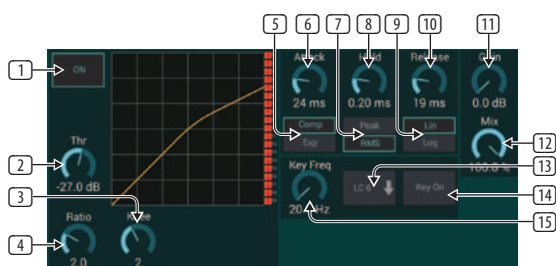 5 6 7 8 9 10 11
Attack Hold Release Gain
1 ON
24 ms 0.20 ms 19 ms 0.0 dB
Comp Peak Lin Mix
Exp RMS Log 12
Thr 100.0 %
2 13
-27.0 dB Key Freq
LC 6 Key On 14
3
20 Hz 15
Ratio Knee
4
2.0 2